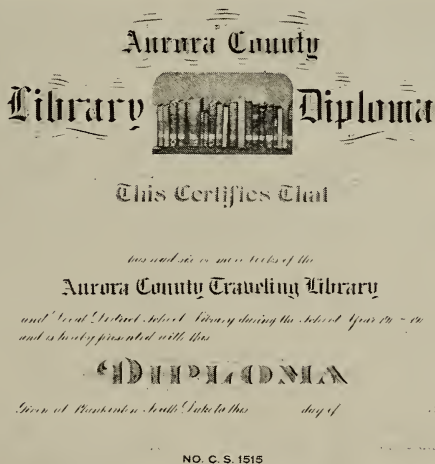 Aurora County
Library Diploma
This Certifies That
has read six or more books of the
Aurora County Traveling Library
and Local District School Library during the School Year 19 - 19
and is hereby presented with this
DIPLOMA
Given at Plankinton South Dakota this day of
NO. C. S. 1515